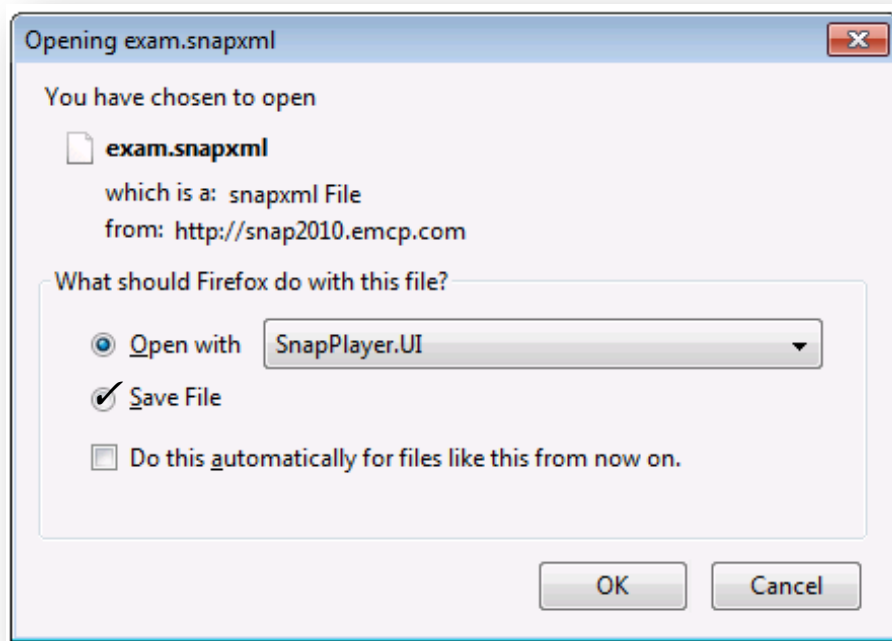 Opening exam.snapxml
You have chosen to open
exam.snapxml
which is a: snapxml File
from: http://snap2010.emcp.com
What should Firefox do with this file?
Open with SnapPlayer.UI
Save File
Do this automatically for files like this from now on.
OK Cancel